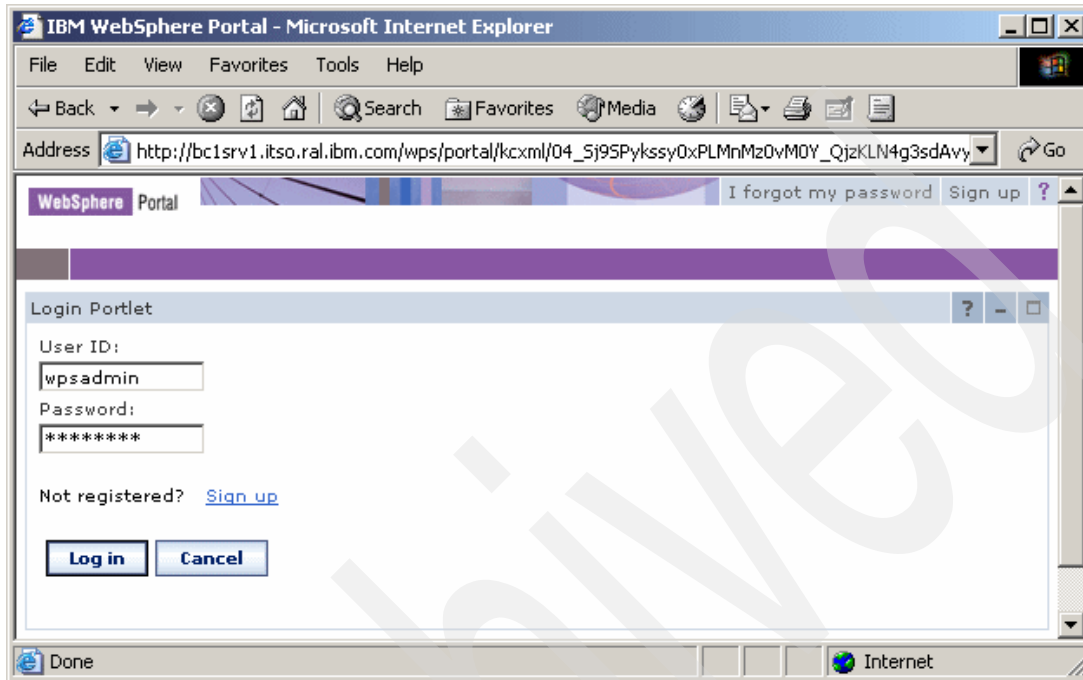 IBM WebSphere Portal - Microsoft Internet Explorer
File Edit View Favorites Tools Help
Back Search Favorites Media
Address http://bc1srv1.itso.ral.ibm.com/wps/portal/kcxml/04_Sj9SPykssy0xPLMnMz0vM0Y_QjzKLN4g3sdAvy Go
WebSphere Portal I forgot my password Sign up ?
Login Portlet ?
User ID:
wpsadmin
Password:
********
Not registered? Sign up
Log in Cancel
Done Internet
hived